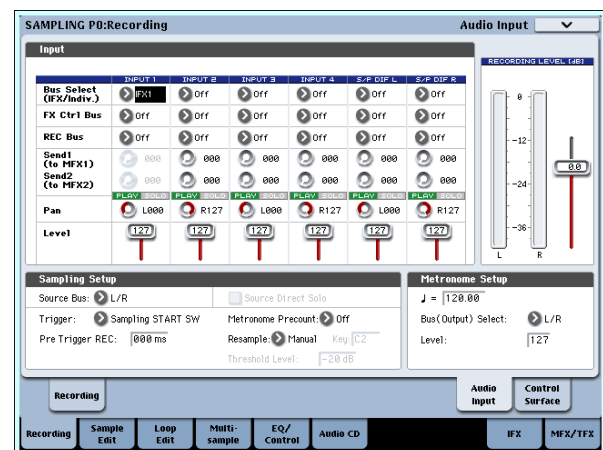 SAMPLING P0:Recording
Audio Input
Input
RECORDING LEVEL [dB]
INPUT 1 INPUT 2 INPUT 3 INPUT 4 S/P DIF L S/P DIF R
Bus Select (IFX/Indiv.) IFX1 Off Off Off Off Off
FX Ctrl Bus Off Off Off Off Off Off
REC Bus Off Off Off Off Off Off
Send1 (to MFX1) 000 000 000 000 000 000
Send2 (to MFX2) 000 000 000 000 000 000
PLAY SOLO PLAY SOLO PLAY SOLO PLAY SOLO PLAY SOLO PLAY SOLO
Pan L000 R127 L000 R127 L000 R127
Level 127 127 127 127 127 127
0
-12
-24
-36
L R
0.0
Sampling Setup
Source Bus: L/R
Source Direct Solo
Trigger: Sampling START SW
Metronome Precount: Off
Pre Trigger REC: 000 ms
Resample: Manual Key: C2
Threshold Level: -20 dB
Metronome Setup
♩ = 120.00
Bus(Output) Select: L/R
Level: 127
Recording
Audio Input
Control Surface
Recording
Sample Edit
Loop Edit
Multi-sample
EQ/Control
Audio CD
IFX
MFX/TFX